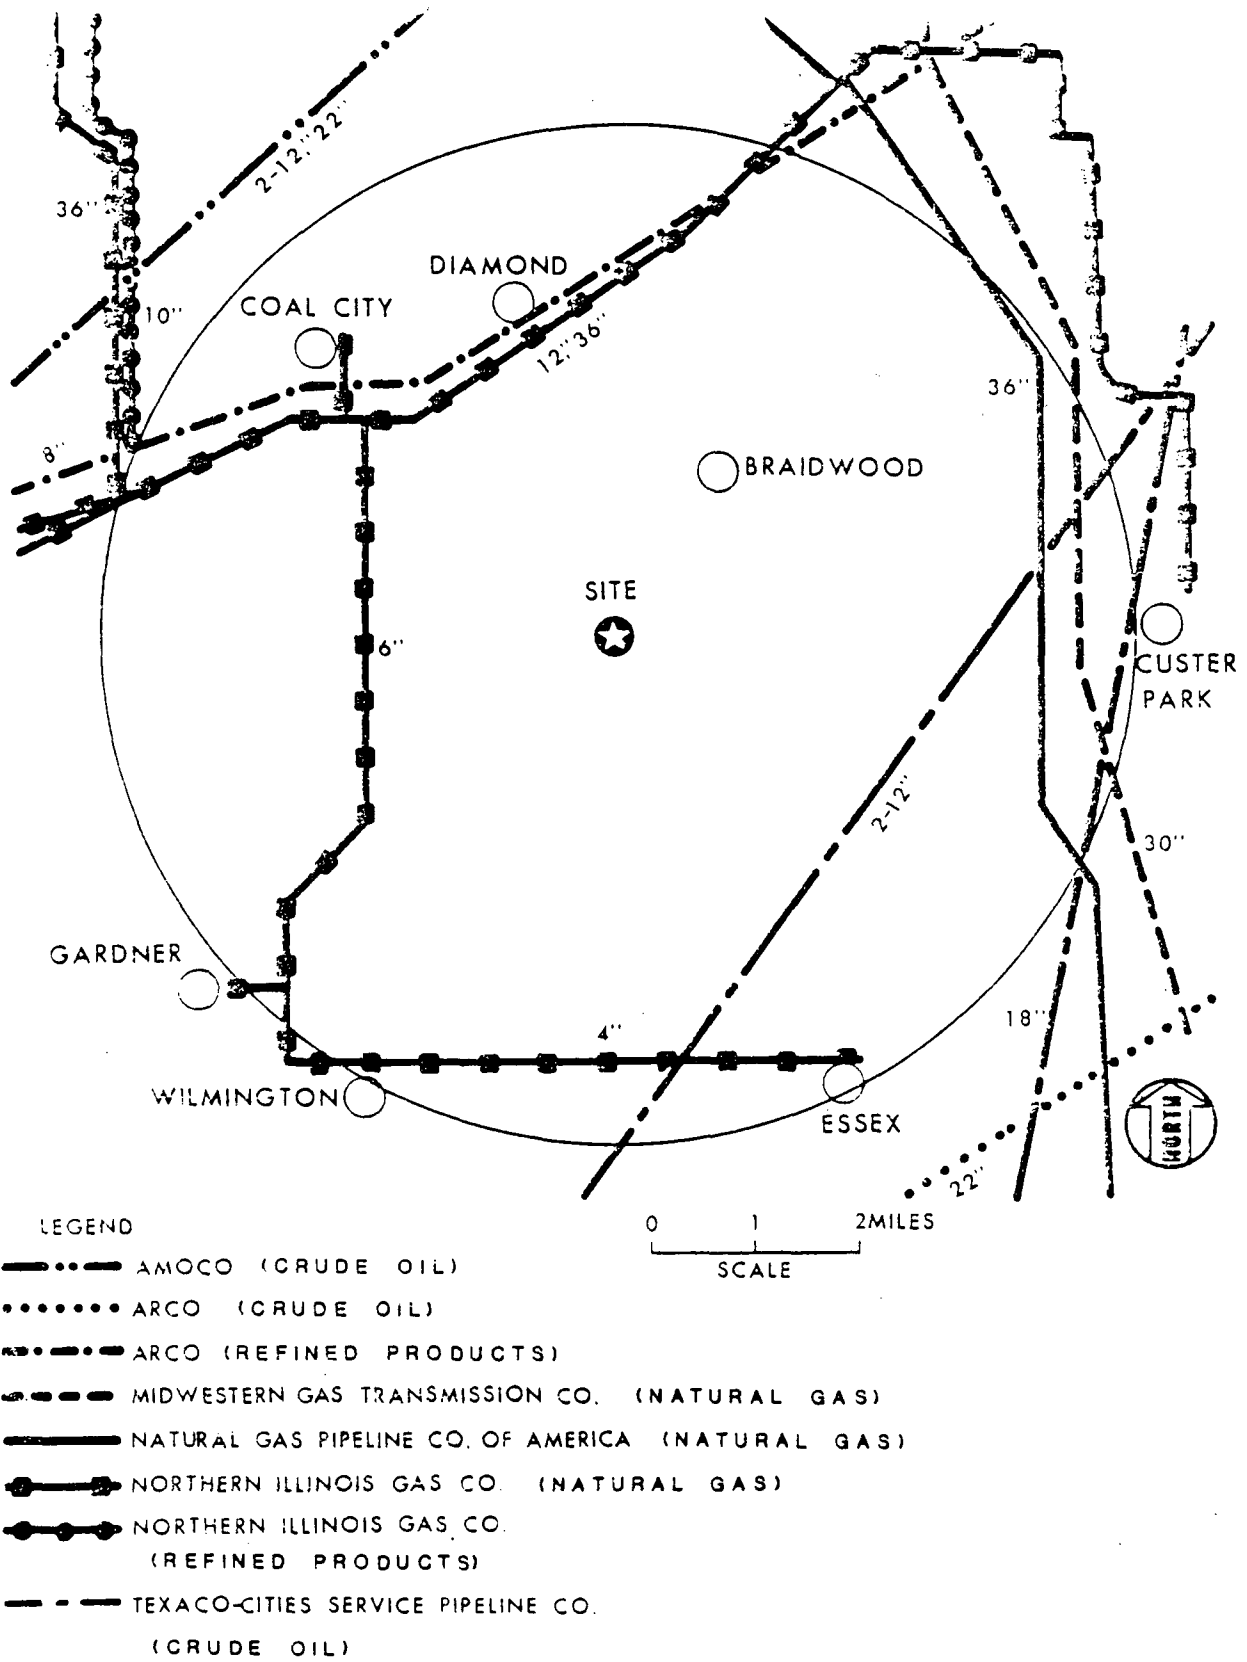 2-12",22"
36"
DIAMOND
COAL CITY
10"
12",36"
36"
8"
BRAIDWOOD
SITE
6"
CUSTER
PARK
2-12"
30"
GARDNER
18"
4"
WILMINGTON
ESSEX
NORTH
22"
LEGEND
0 1 2MILES
SCALE
AMOCO (CRUDE OIL)
ARCO (CRUDE OIL)
ARCO (REFINED PRODUCTS)
MIDWESTERN GAS TRANSMISSION CO. (NATURAL GAS)
NATURAL GAS PIPELINE CO. OF AMERICA (NATURAL GAS)
NORTHERN ILLINOIS GAS CO. (NATURAL GAS)
NORTHERN ILLINOIS GAS CO.
(REFINED PRODUCTS)
TEXACO-CITIES SERVICE PIPELINE CO.
(CRUDE OIL)